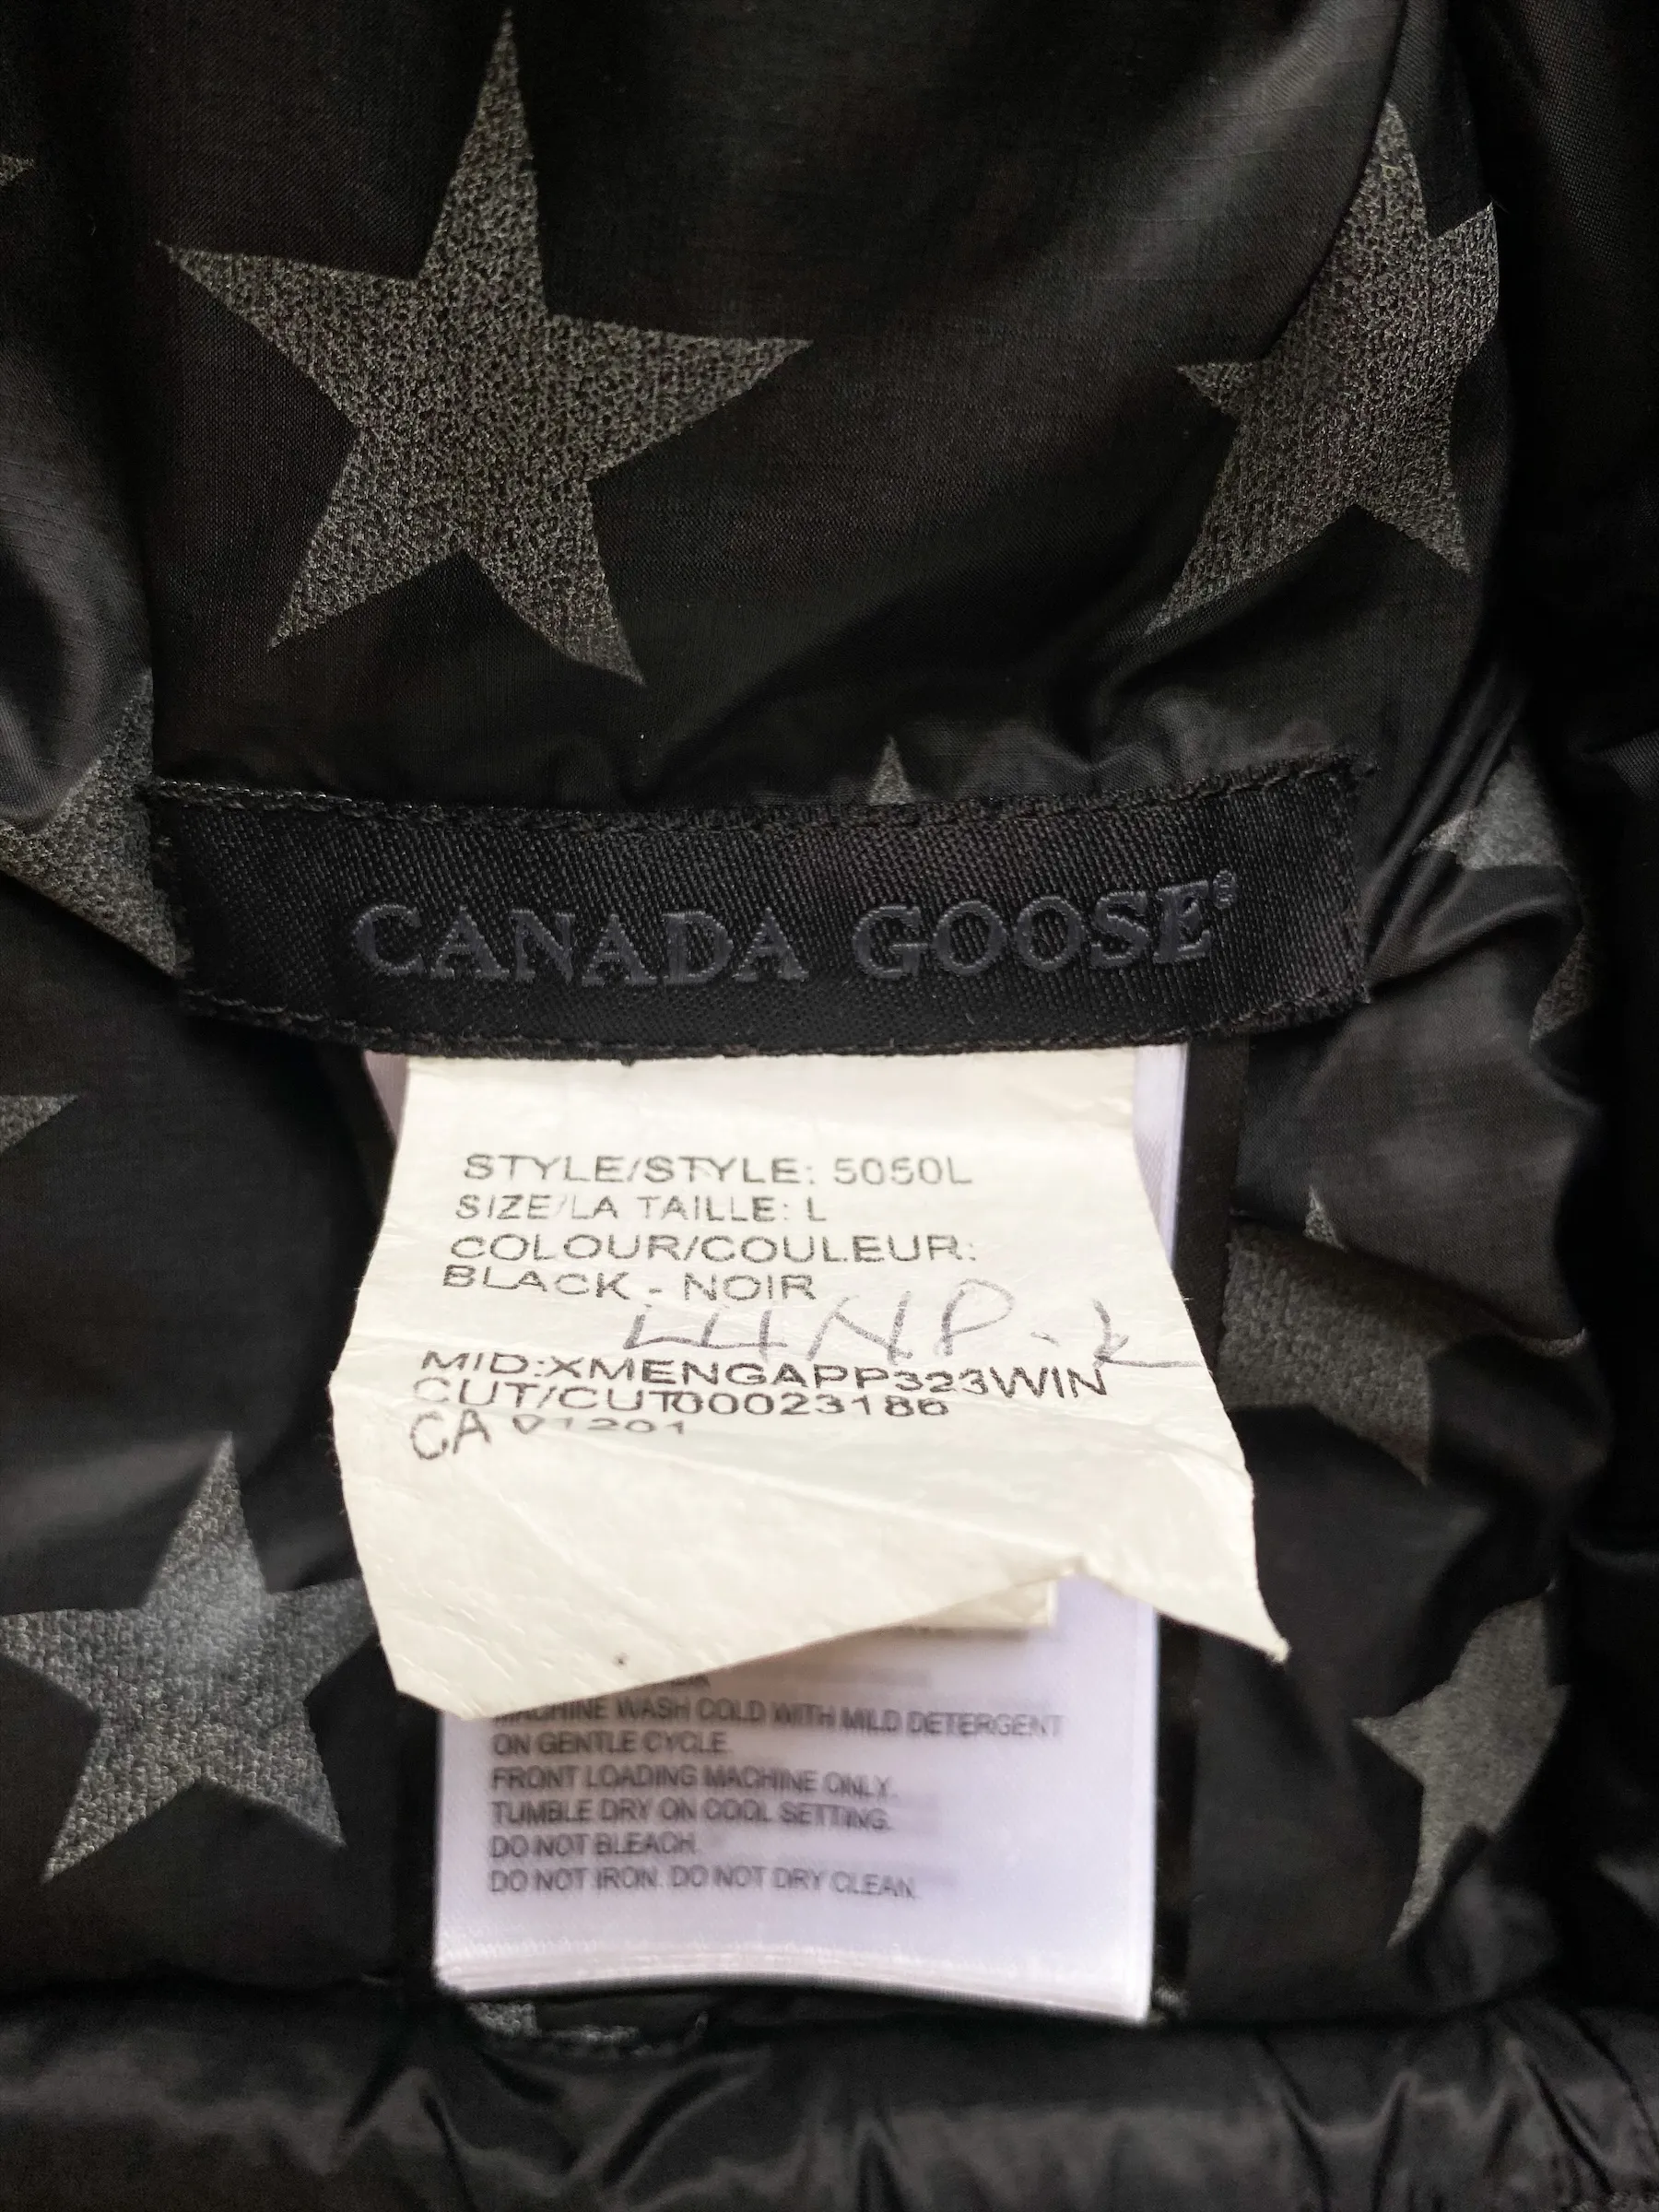 CANADA GOOSE®
STYLE/STYLE: 5050L
SIZE/LA TAILLE: L
COLOUR/COULEUR:
BLACK - NOIR
MID:XMENGAPP323WIN
CUT/CUT00023186
CA 01201
MACHINE WASH COLD WITH MILD DETERGENT
ON GENTLE CYCLE.
FRONT LOADING MACHINE ONLY.
TUMBLE DRY ON COOL SETTING.
DO NOT BLEACH.
DO NOT IRON. DO NOT DRY CLEAN.